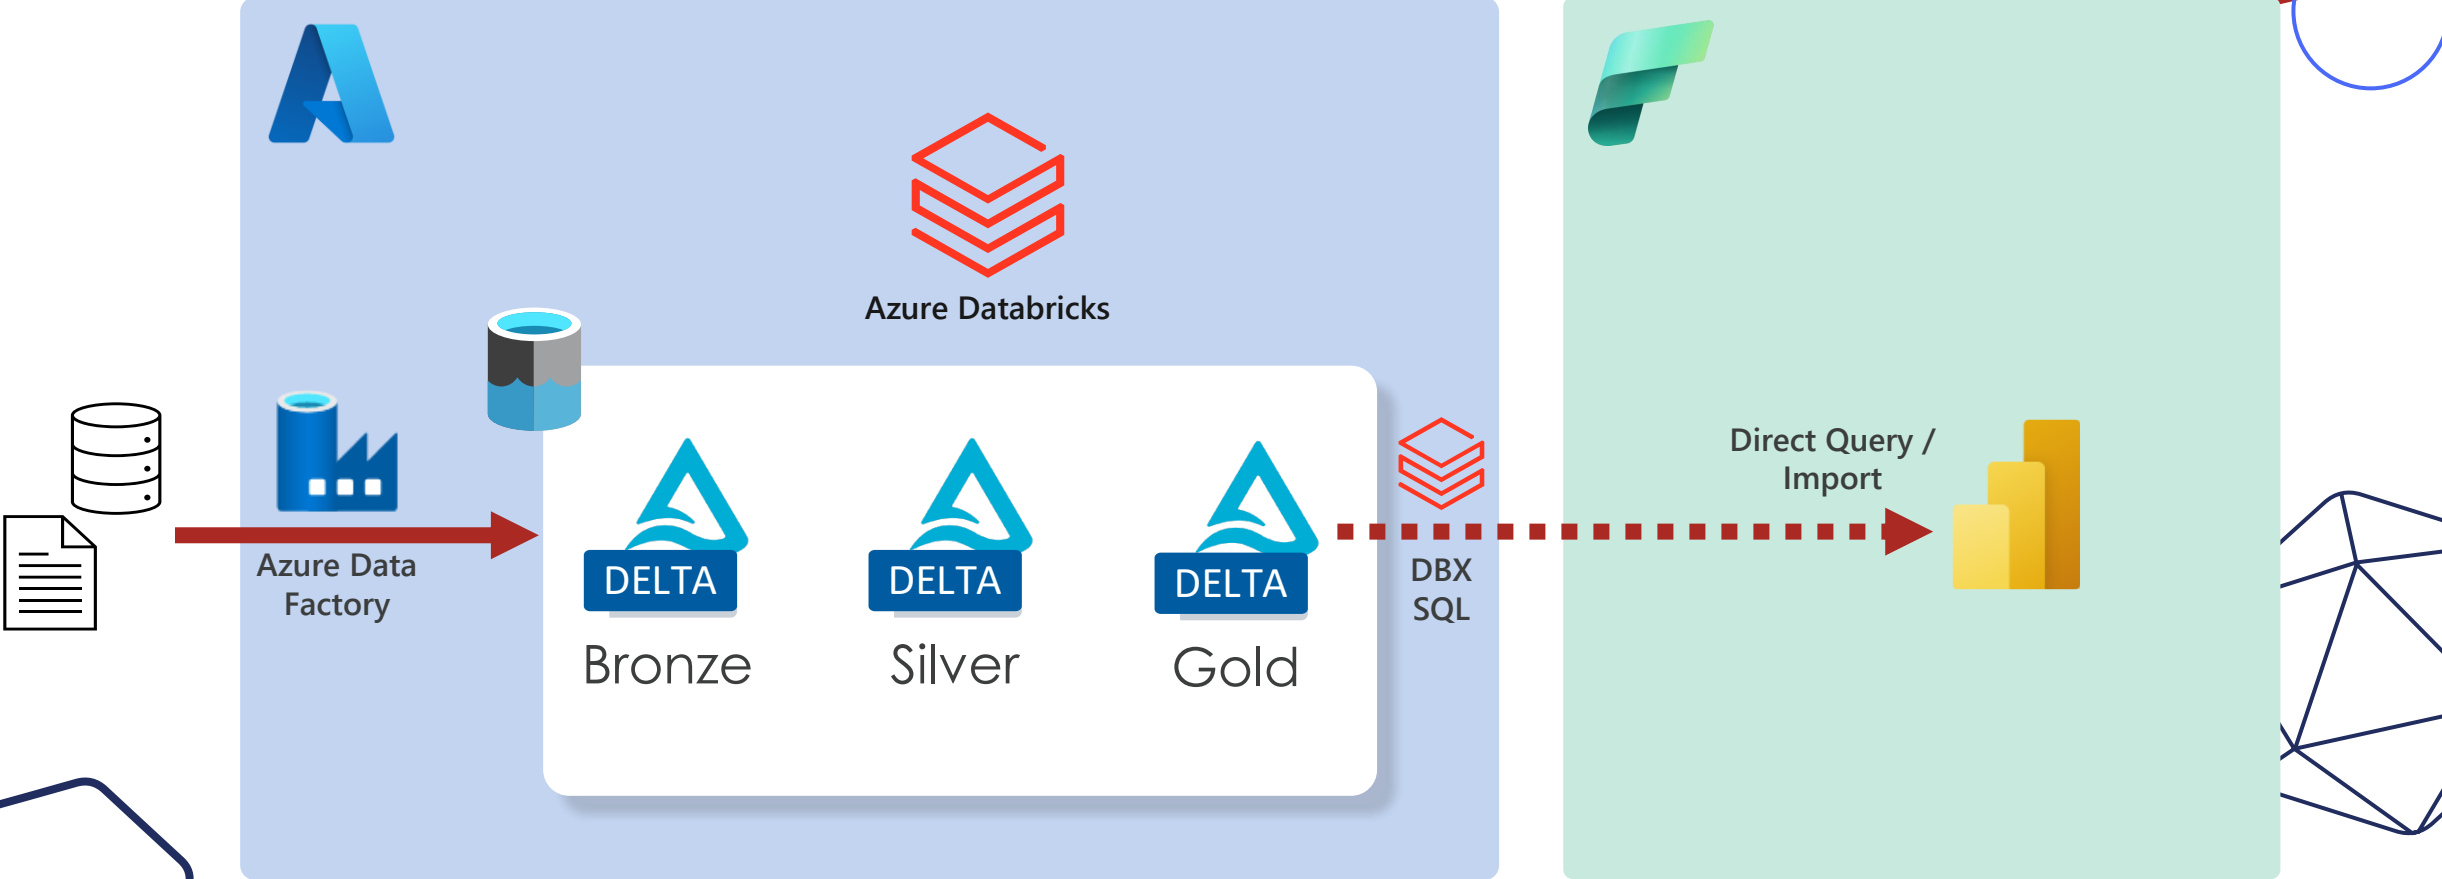 Azure Databricks
Azure Data
Factory
DELTA
Bronze
DELTA
Silver
DELTA
Gold
DBX
SQL
Direct Query /
Import